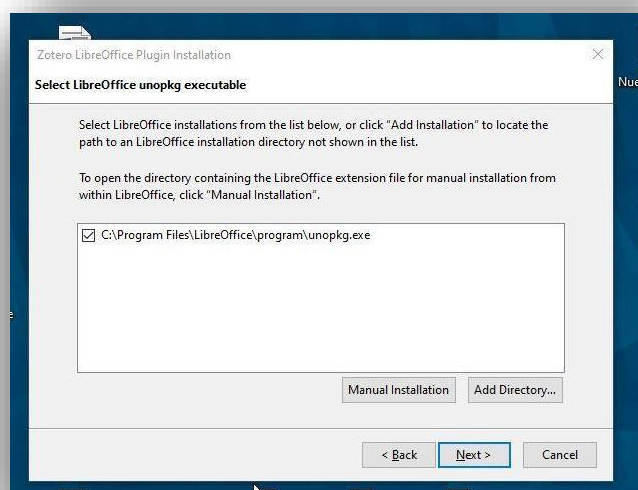 Zotero LibreOffice Plugin Installation
Select LibreOffice unopkg executable
Nue
Select LibreOffice installations from the list below, or click "Add Installation" to locate the
path to an LibreOffice installation directory not shown in the list.
To open the directory containing the LibreOffice extension file for manual installation from
within LibreOffice, click "Manual Installation".
C:\Program Files\LibreOffice\program\unopkg.exe
e
Manual Installation Add Directory...
< Back Next > Cancel